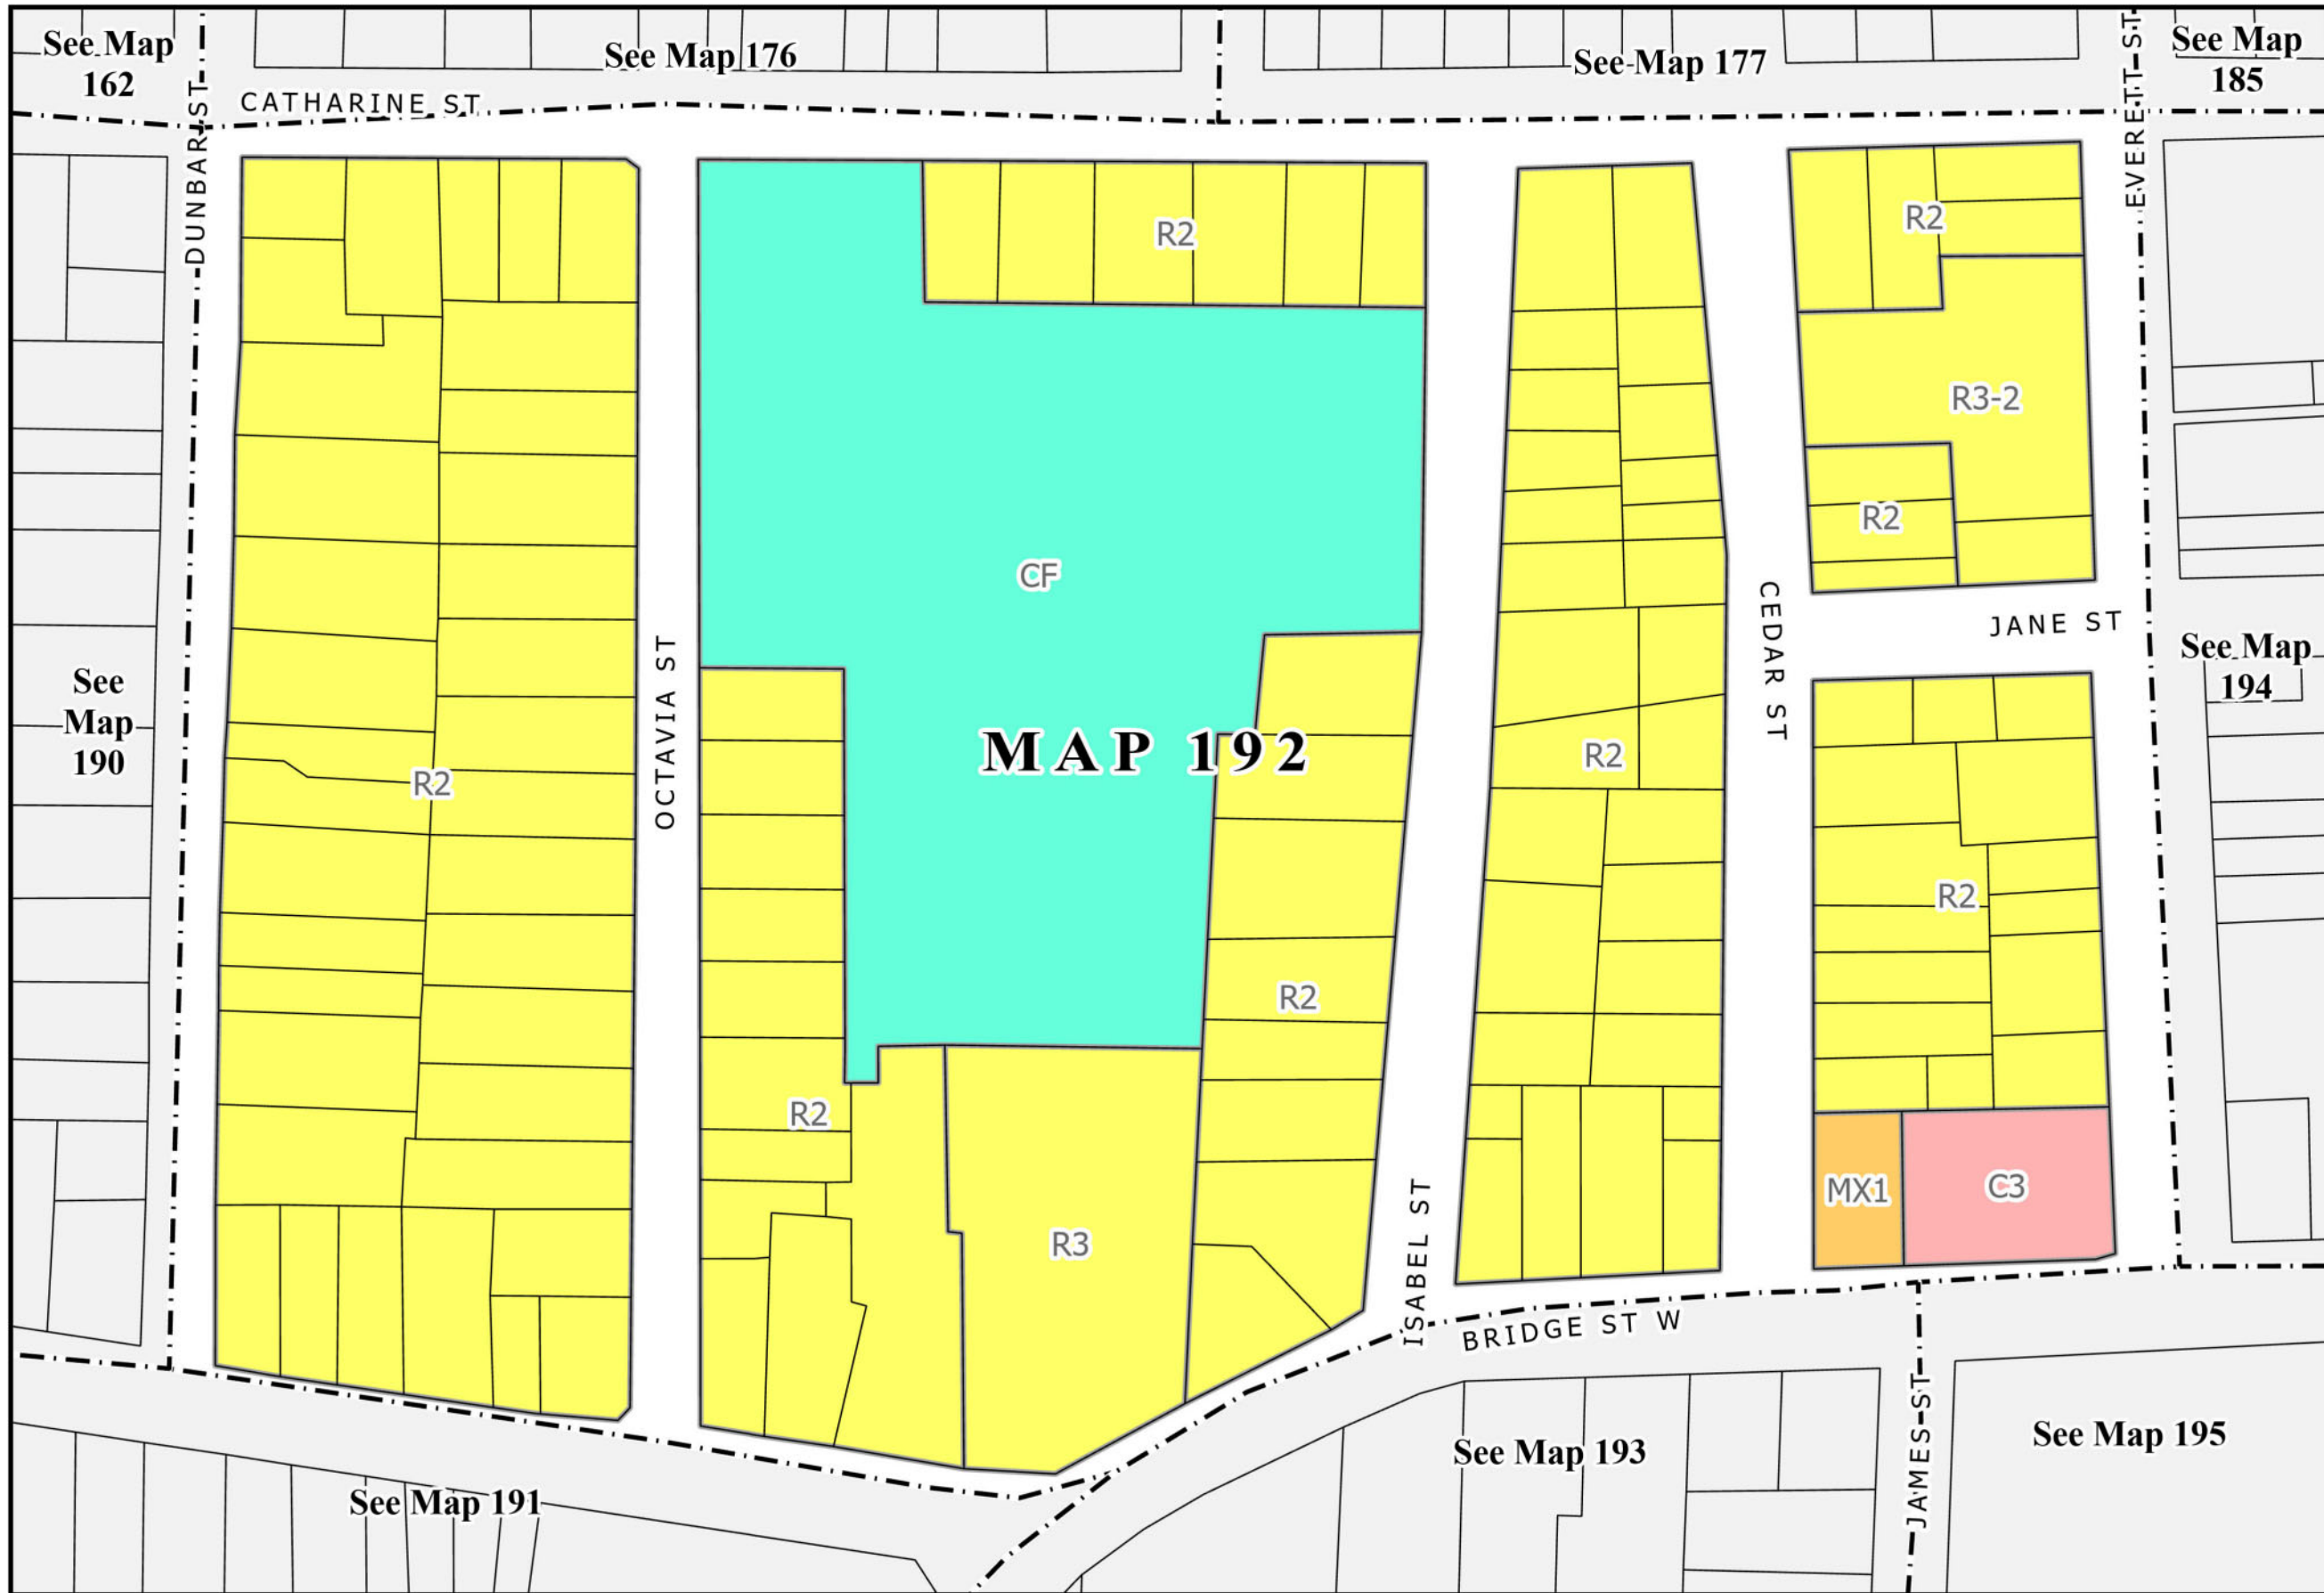 See Map
162
See Map 176
See Map 177
See Map
185
CATHARINE ST
DUNBAR ST
EVERETT ST
R2
R2
R3-2
R2
CF
JANE ST
CEDAR ST
OCTAVIA ST
See
Map
190
See Map
194
MAP 192
R2
R2
R2
R2
R2
MX1
C3
R3
ISABEL ST
BRIDGE ST W
JAMES ST
See Map 191
See Map 193
See Map 195